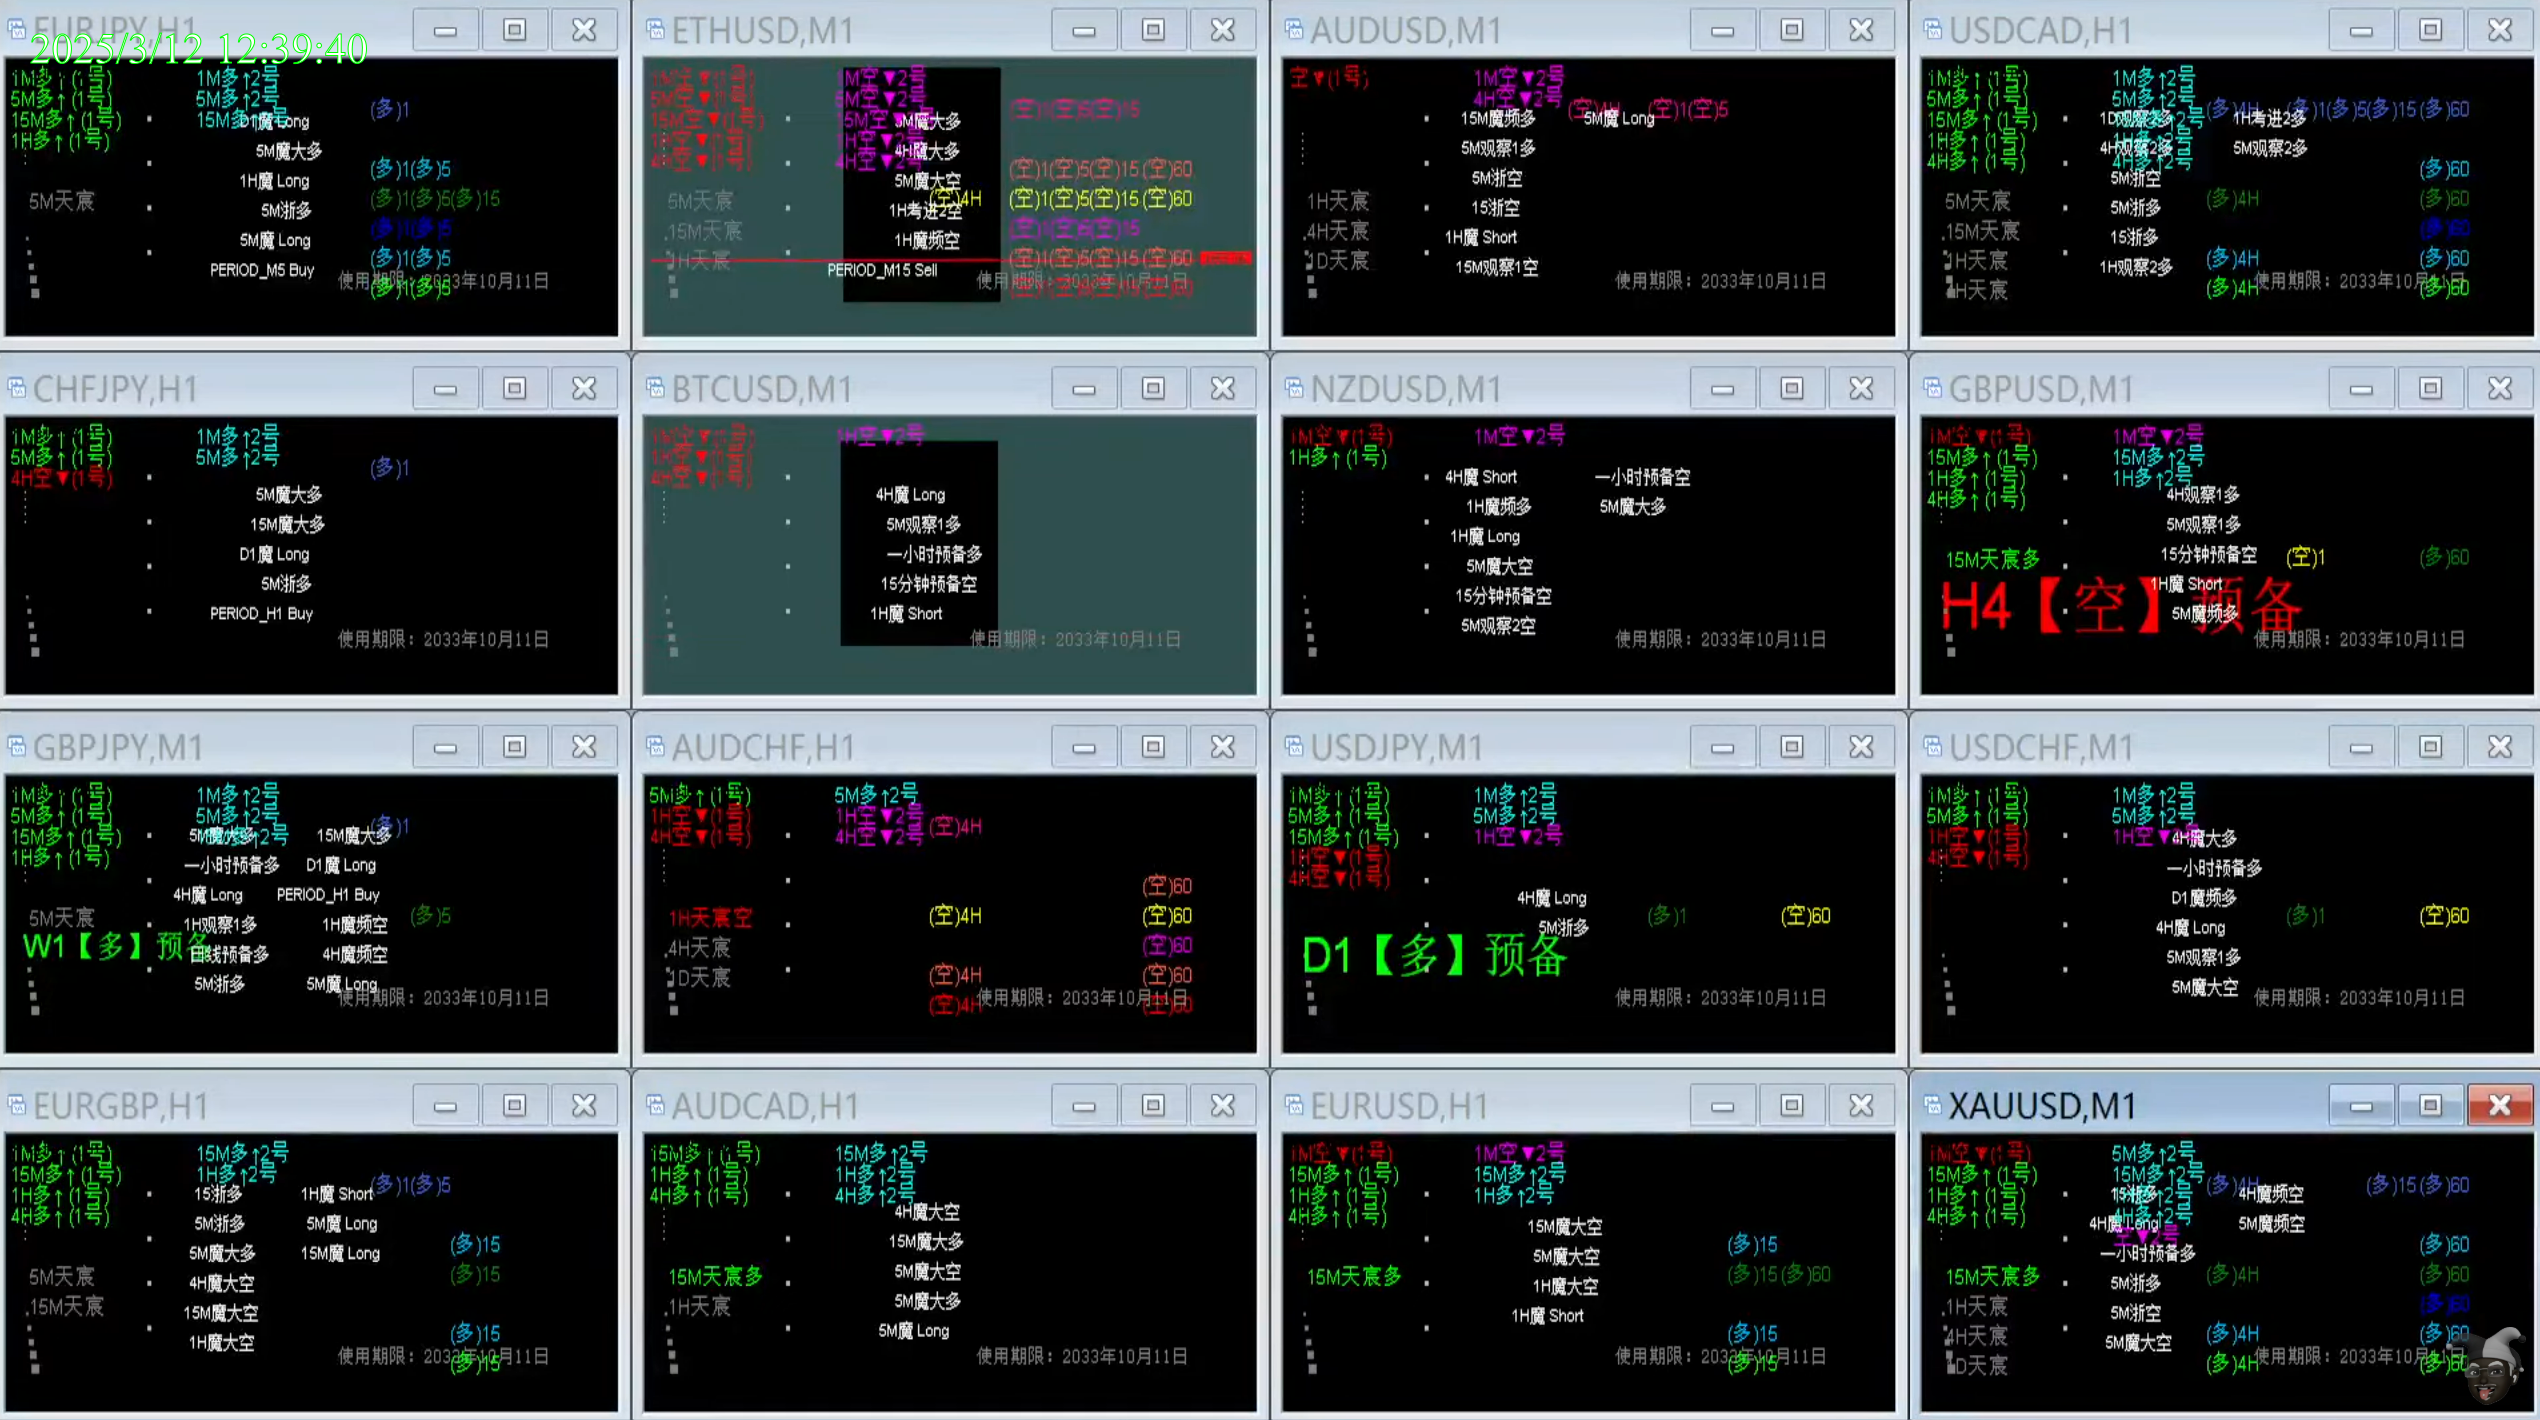 EURJPY,H1
2025/3/12 12:39:40
1M多↑(1号)
5M多↑(1号)
15M多↑(1号)
1H多↑(1号)
1M多↑2号
5M多↑2号
15M多↑2号
(多)1
D1魔 Long
5M魔大多
1H魔 Long
(多)1(多)5
5M天宸
5M浙多
(多)1(多)5(多)15
5M魔 Long
(多)1(多)5
PERIOD_M5 Buy
(多)1(多)5
使用期限：2033年10月11日
(多)1(多)5
ETHUSD,M1
1M空▼2号
5M空▼2号
15M空▼
1H空▼2号
4H空▼2号
(空)1(空)5(空)15
5M魔大多
4H魔大多
5M魔大空
(空)1(空)5(空)15(空)60
5M天宸
.15M天宸
1H天宸
1H考进2空
(空)4H
(空)1(空)5(空)15(空)60
1H魔频空
(空)1(空)5(空)15
PERIOD_M15 Sell
(空)1(空)5(空)15(空)60
AUDUSD,M1
空▼(1号)
1M空▼2号
4H空▼2号
(空)4H
(空)1(空)5
15M魔频多
5M魔 Long
5M观察1多
5M浙空
1H天宸
.4H天宸
1D天宸
15浙空
1H魔 Short
15M观察1空
使用期限：2033年10月11日
USDCAD,H1
1M多↑(1号)
5M多↑(1号)
15M多↑(1号)
1H多↑(1号)
4H多↑(1号)
1M多↑2号
5M多↑2号
(多)4H
(多)1(多)5(多)15(多)60
1H考进2多
4H观察2多
5M观察2多
5M浙空
(多)60
5M天宸
.15M天宸
1H天宸
4H天宸
5M浙多
(多)4H
(多)60
15浙多
(多)60
1H观察2多
(多)4H
(多)60
使用期限：2033年10月11日
(多)4H
(多)60
CHFJPY,H1
1M多↑(1号)
5M多↑(1号)
4H空▼(1号)
1M多↑2号
5M多↑2号
(多)1
5M魔大多
15M魔大多
D1魔 Long
5M浙多
PERIOD_H1 Buy
使用期限：2033年10月11日
BTCUSD,M1
1H空▼2号
4H魔 Long
5M观察1多
一小时预备多
15分钟预备空
1H魔 Short
使用期限：2033年10月11日
NZDUSD,M1
1M空▼(1号)
1H多↑(1号)
1M空▼2号
4H魔 Short
一小时预备空
1H魔频多
5M魔大多
1H魔 Long
5M魔大空
15分钟预备空
5M观察2空
使用期限：2033年10月11日
GBPUSD,M1
1M空▼(1号)
15M多↑(1号)
1H多↑(1号)
4H多↑(1号)
1M空▼2号
15M多↑2号
1H多↑2号
4H观察1多
5M观察1多
15M天宸多
15分钟预备空
(空)1
(多)60
1H魔 Short
H4【空】预备
5M魔频多
使用期限：2033年10月11日
GBPJPY,M1
1M多↑(1号)
5M多↑(1号)
15M多↑(1号)
1H多↑(1号)
1M多↑2号
5M多↑2号
(多)1
5M魔大多
15M魔大多
一小时预备多
D1魔 Long
4H魔 Long
PERIOD_H1 Buy
5M天宸
1H观察1多
1H魔频空
(多)5
W1【多】预备
日线预备多
4H魔频空
5M浙多
5M魔 Long
使用期限：2033年10月11日
AUDCHF,H1
5M多↑(1号)
1H空▼(1号)
4H空▼(1号)
5M多↑2号
1H空▼2号
4H空▼2号
(空)4H
(空)60
1H天宸空
.4H天宸
1D天宸
(空)4H
(空)60
(空)60
(空)4H
(空)60
使用期限：2033年10月11日
(空)4H
(空)60
USDJPY,M1
1M多↑(1号)
5M多↑(1号)
15M多↑(1号)
1H空▼(1号)
4H空▼(1号)
1M多↑2号
5M多↑2号
1H空▼2号
4H魔 Long
(多)1
(空)60
5M浙多
D1【多】预备
使用期限：2033年10月11日
USDCHF,M1
1M多↑(1号)
5M多↑(1号)
1H空▼(1号)
4H空▼(1号)
1M多↑2号
5M多↑2号
1H空▼
4H魔大多
一小时预备多
D1魔频多
4H魔 Long
(多)1
(空)60
5M观察1多
5M魔大空
使用期限：2033年10月11日
EURGBP,H1
1M多↑(1号)
15M多↑(1号)
1H多↑(1号)
4H多↑(1号)
15M多↑2号
1H多↑2号
(多)1(多)5
15浙多
1H魔 Short
5M浙多
5M魔 Long
5M魔大多
15M魔 Long
(多)15
5M天宸
.15M天宸
4H魔大空
(多)15
15M魔大空
(多)15
1H魔大空
使用期限：2033年10月11日
(多)15
AUDCAD,H1
15M多↑(1号)
1H多↑(1号)
4H多↑(1号)
15M多↑2号
1H多↑2号
4H多↑2号
4H魔大空
15M魔大多
15M天宸多
.1H天宸
5M魔大空
5M魔大多
5M魔 Long
使用期限：2033年10月11日
EURUSD,H1
1M空▼(1号)
15M多↑(1号)
1H多↑(1号)
4H多↑(1号)
1M空▼2号
15M多↑2号
1H多↑2号
15M魔大空
5M魔大空
(多)15
15M天宸多
1H魔大空
(多)15(多)60
1H魔 Short
(多)15
使用期限：2033年10月11日
(多)15
XAUUSD,M1
1M空▼(1号)
15M多↑(1号)
1H多↑(1号)
4H多↑(1号)
5M多↑2号
15M多↑2号
4H多↑2号
空▼2号
(多)4H
(多)15(多)60
15浙多
4H魔频空
4H魔 Long
5M魔频空
一小时预备多
(多)60
15M天宸多
.1H天宸
4H天宸
1D天宸
5M浙多
(多)4H
(多)60
5M浙空
(多)60
5M魔大空
(多)4H
(多)60
使用期限：2033年10月11日
(多)4H
(多)60